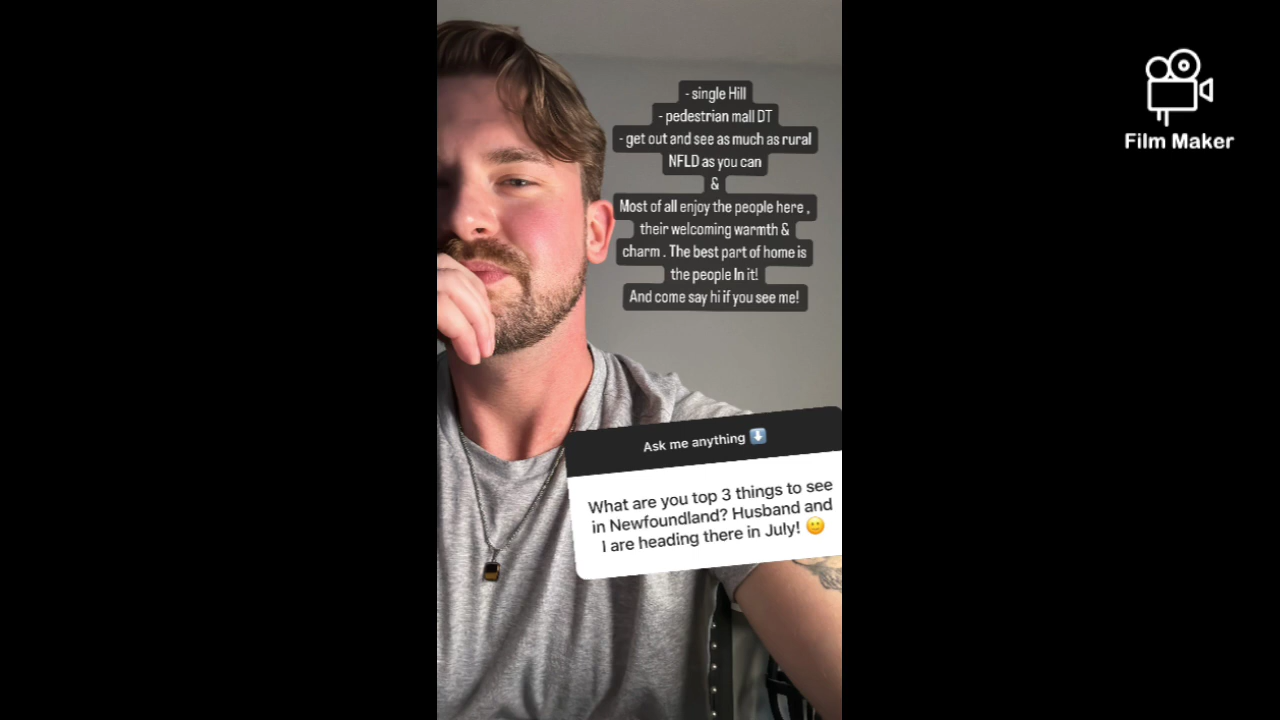 - single Hill
- pedestrian mall DT
- get out and see as much as rural
NFLD as you can
&
Most of all enjoy the people here ,
their welcoming warmth &
charm . The best part of home is
the people In it!
And come say hi if you see me!
Ask me anything ⬇️
What are you top 3 things to see
in Newfoundland? Husband and
I are heading there in July! 🙂
Film Maker